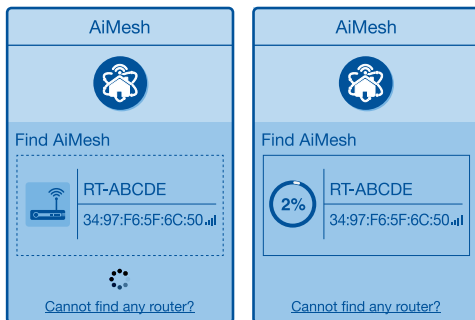 AiMesh
Find AiMesh
RT-ABCDE
34:97:F6:5F:6C:50
Cannot find any router?
AiMesh
Find AiMesh
2%
RT-ABCDE
34:97:F6:5F:6C:50
Cannot find any router?